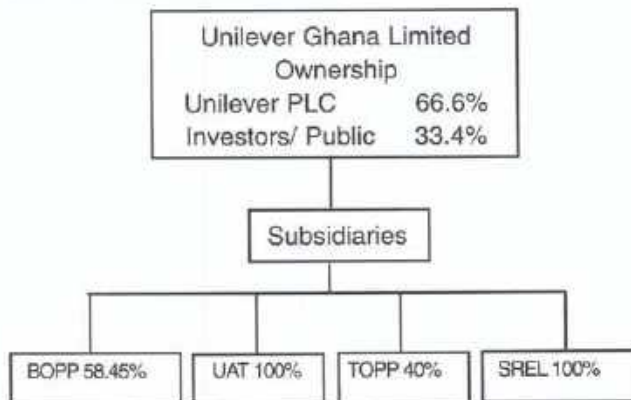 Unilever Ghana Limited
Ownership
Unilever PLC 66.6%
Investors/ Public 33.4%
Subsidiaries
BOPP 58.45%
UAT 100%
TOPP 40%
SREL 100%